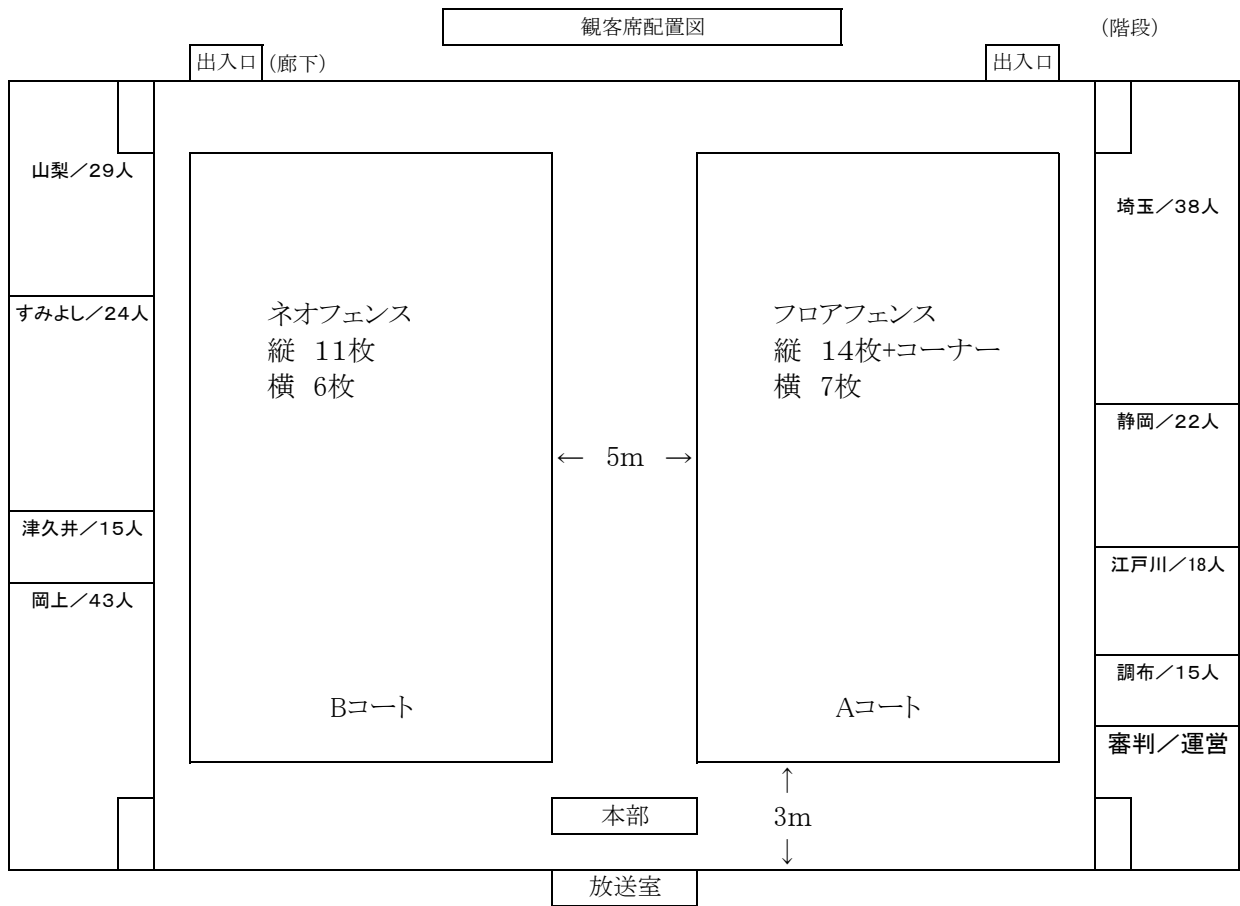 観客席配置図
(階段)
出入口
(廊下)
出入口
山梨／29人
すみよし／24人
津久井／15人
岡上／43人
ネオフェンス
縦 11枚
横 6枚
Bコート
← 5m →
フロアフェンス
縦 14枚+コーナー
横 7枚
Aコート
埼玉／38人
静岡／22人
江戸川／18人
調布／15人
審判／運営
↑
3m
↓
本部
放送室